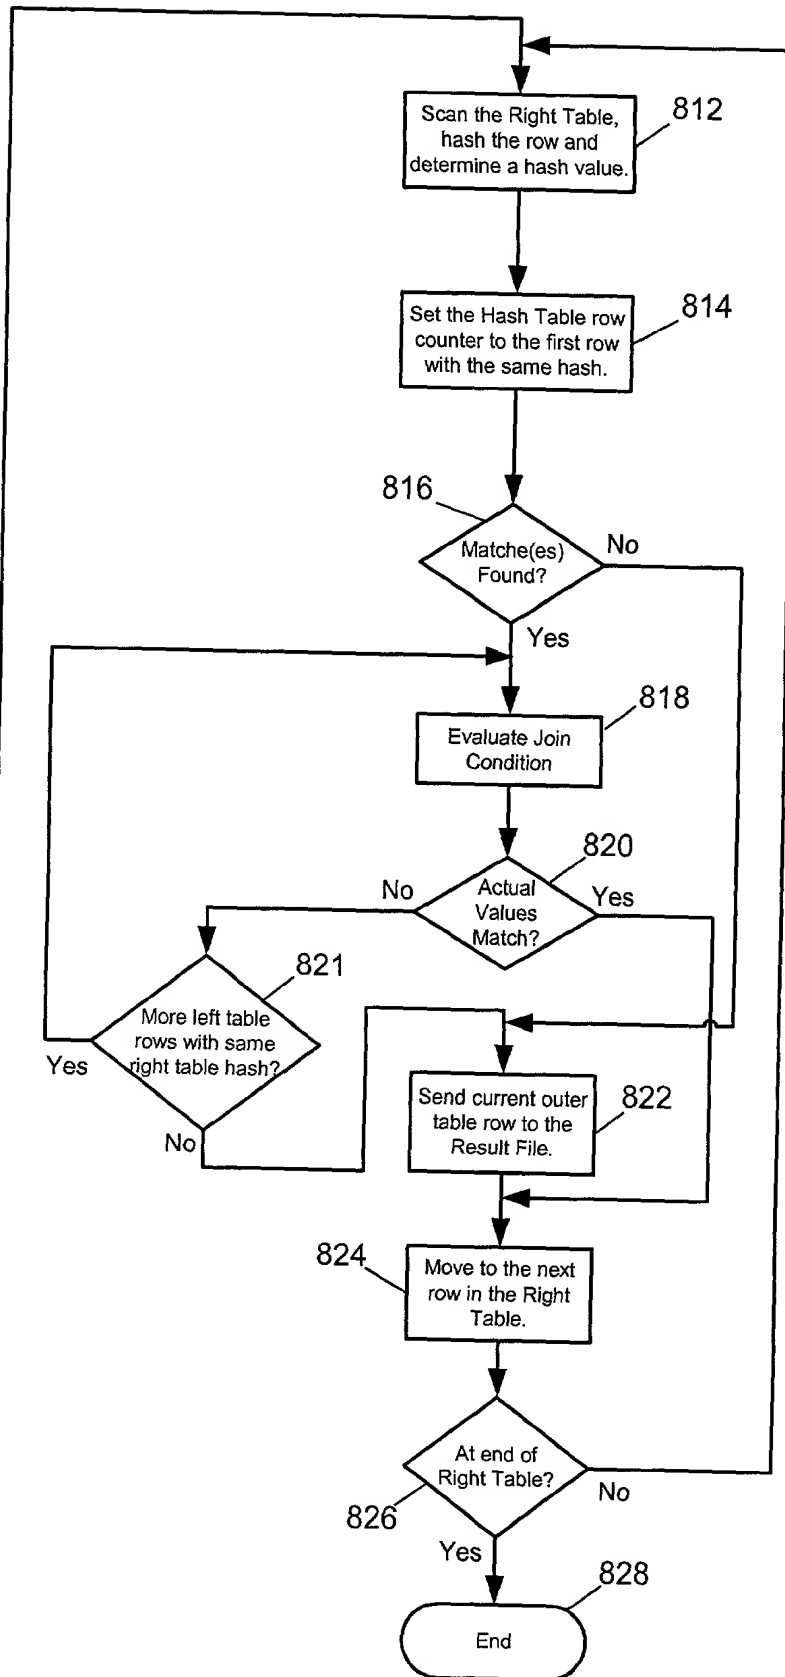 Scan the Right Table,
hash the row and
determine a hash value.
812
Set the Hash Table row
counter to the first row
with the same hash.
814
816
Matche(es)
Found?
No
Yes
818
Evaluate Join
Condition
820
No
Actual
Values
Match?
Yes
821
More left table
rows with same
right table hash?
Yes
No
Send current outer
table row to the
Result File.
822
824
Move to the next
row in the Right
Table.
At end of
Right Table?
No
826
Yes
828
End